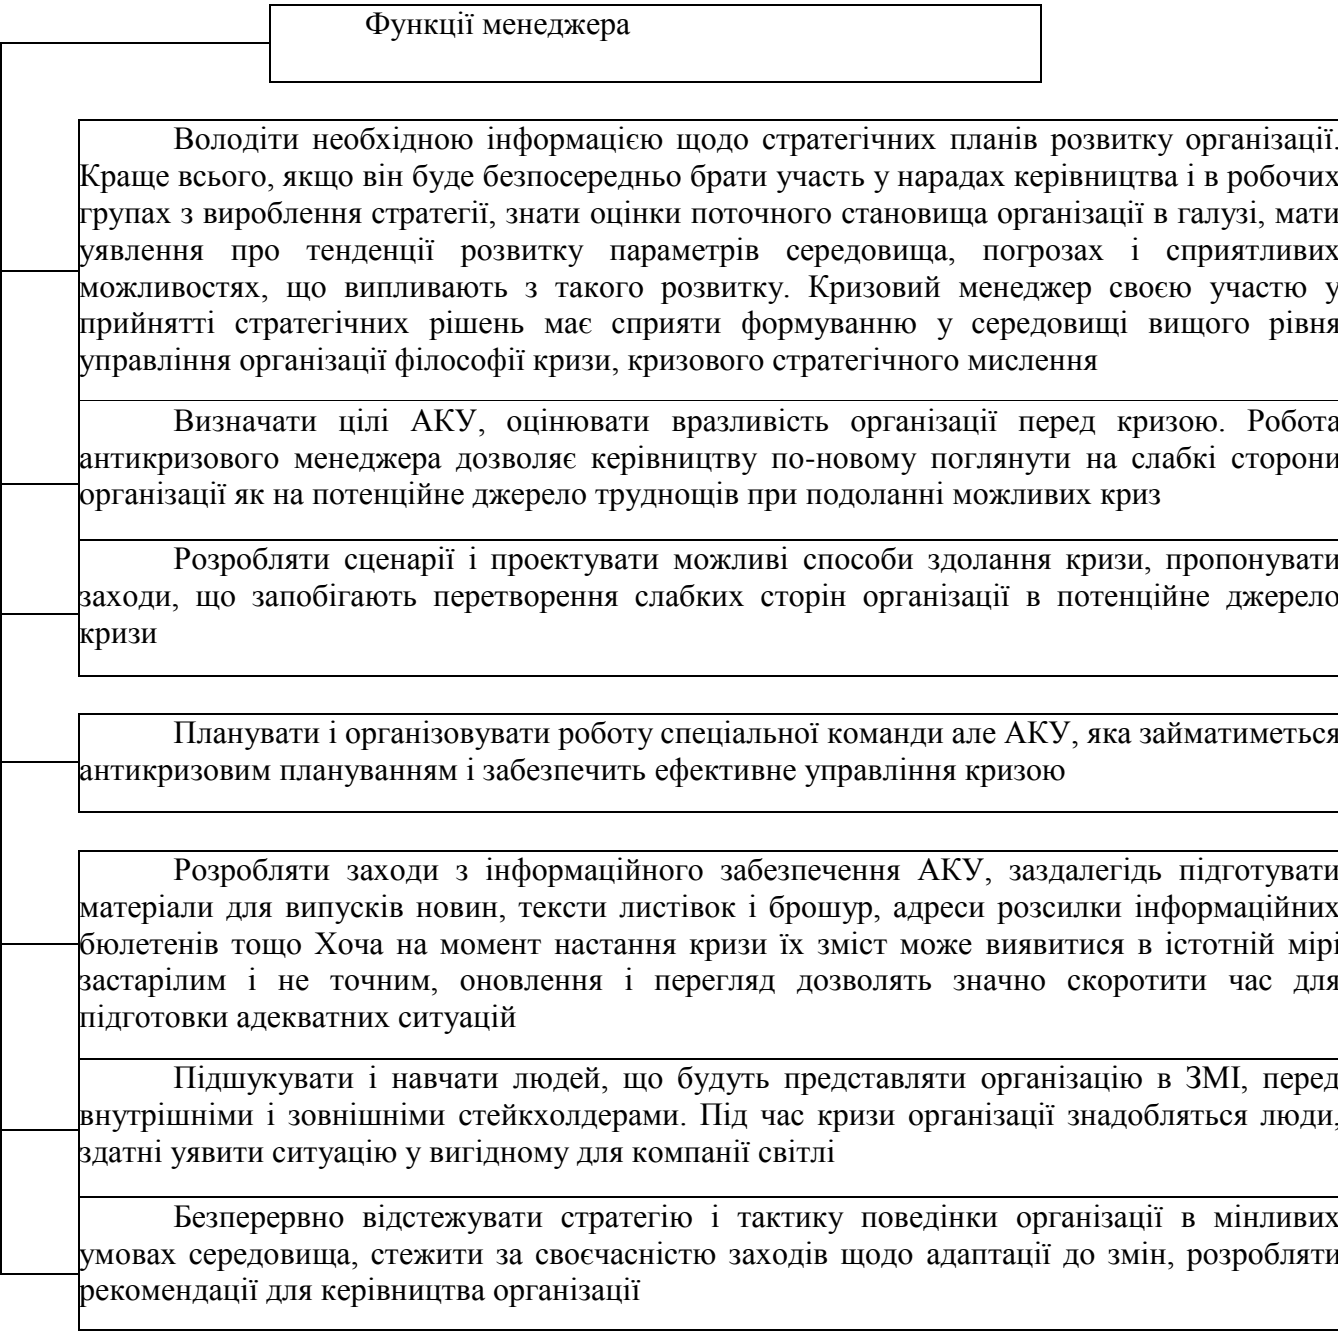 Функції менеджера
Володіти необхідною інформацією щодо стратегічних планів розвитку організації.
Краще всього, якщо він буде безпосередньо брати участь у нарадах керівництва і в робочих
групах з вироблення стратегії, знати оцінки поточного становища організації в галузі, мати
уявлення про тенденції розвитку параметрів середовища, погрозах і сприятливих
можливостях, що випливають з такого розвитку. Кризовий менеджер своєю участю у
прийнятті стратегічних рішень має сприяти формуванню у середовищі вищого рівня
управління організації філософії кризи, кризового стратегічного мислення
Визначати цілі АКУ, оцінювати вразливість організації перед кризою. Робота
антикризового менеджера дозволяє керівництву по-новому поглянути на слабкі сторони
організації як на потенційне джерело труднощів при подоланні можливих криз
Розробляти сценарії і проектувати можливі способи здолання кризи, пропонувати
заходи, що запобігають перетворення слабких сторін організації в потенційне джерело
кризи
Планувати і організовувати роботу спеціальної команди але АКУ, яка займатиметься
антикризовим плануванням і забезпечить ефективне управління кризою
Розробляти заходи з інформаційного забезпечення АКУ, заздалегідь підготувати
матеріали для випусків новин, тексти листівок і брошур, адреси розсилки інформаційних
бюлетенів тощо Хоча на момент настання кризи їх зміст може виявитися в істотній мірі
застарілим і не точним, оновлення і перегляд дозволять значно скоротити час для
підготовки адекватних ситуацій
Підшукувати і навчати людей, що будуть представляти організацію в ЗМІ, перед
внутрішніми і зовнішніми стейкхолдерами. Під час кризи організації знадобляться люди,
здатні уявити ситуацію у вигідному для компанії світлі
Безперервно відстежувати стратегію і тактику поведінки організації в мінливих
умовах середовища, стежити за своєчасністю заходів щодо адаптації до змін, розробляти
рекомендації для керівництва організації